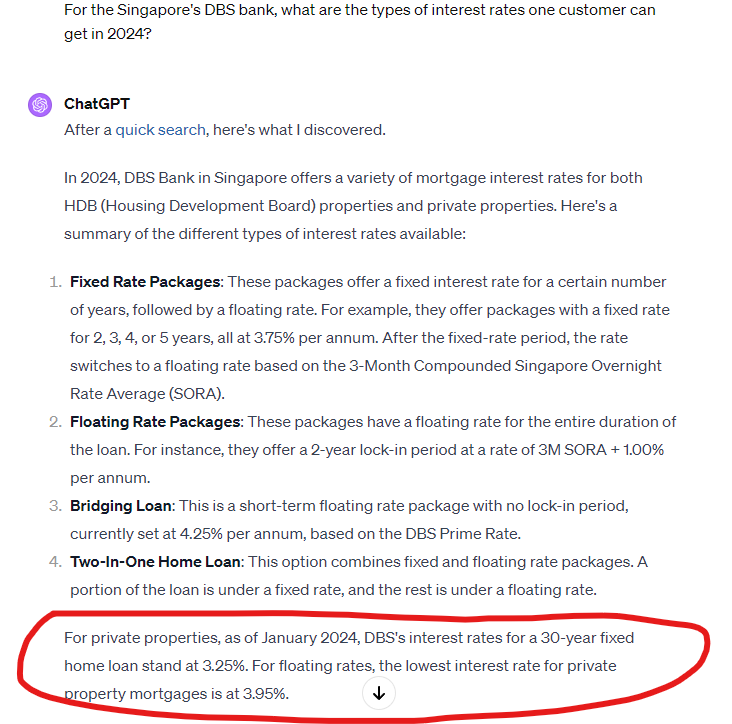 For the Singapore's DBS bank, what are the types of interest rates one customer can
get in 2024?
ChatGPT
After a quick search, here's what I discovered.
In 2024, DBS Bank in Singapore offers a variety of mortgage interest rates for both
HDB (Housing Development Board) properties and private properties. Here's a
summary of the different types of interest rates available:
1. Fixed Rate Packages: These packages offer a fixed interest rate for a certain number
of years, followed by a floating rate. For example, they offer packages with a fixed rate
for 2, 3, 4, or 5 years, all at 3.75% per annum. After the fixed-rate period, the rate
switches to a floating rate based on the 3-Month Compounded Singapore Overnight
Rate Average (SORA).
2. Floating Rate Packages: These packages have a floating rate for the entire duration of
the loan. For instance, they offer a 2-year lock-in period at a rate of 3M SORA + 1.00%
per annum.
3. Bridging Loan: This is a short-term floating rate package with no lock-in period,
currently set at 4.25% per annum, based on the DBS Prime Rate.
4. Two-In-One Home Loan: This option combines fixed and floating rate packages. A
portion of the loan is under a fixed rate, and the rest is under a floating rate.
For private properties, as of January 2024, DBS's interest rates for a 30-year fixed
home loan stand at 3.25%. For floating rates, the lowest interest rate for private
property mortgages is at 3.95%.